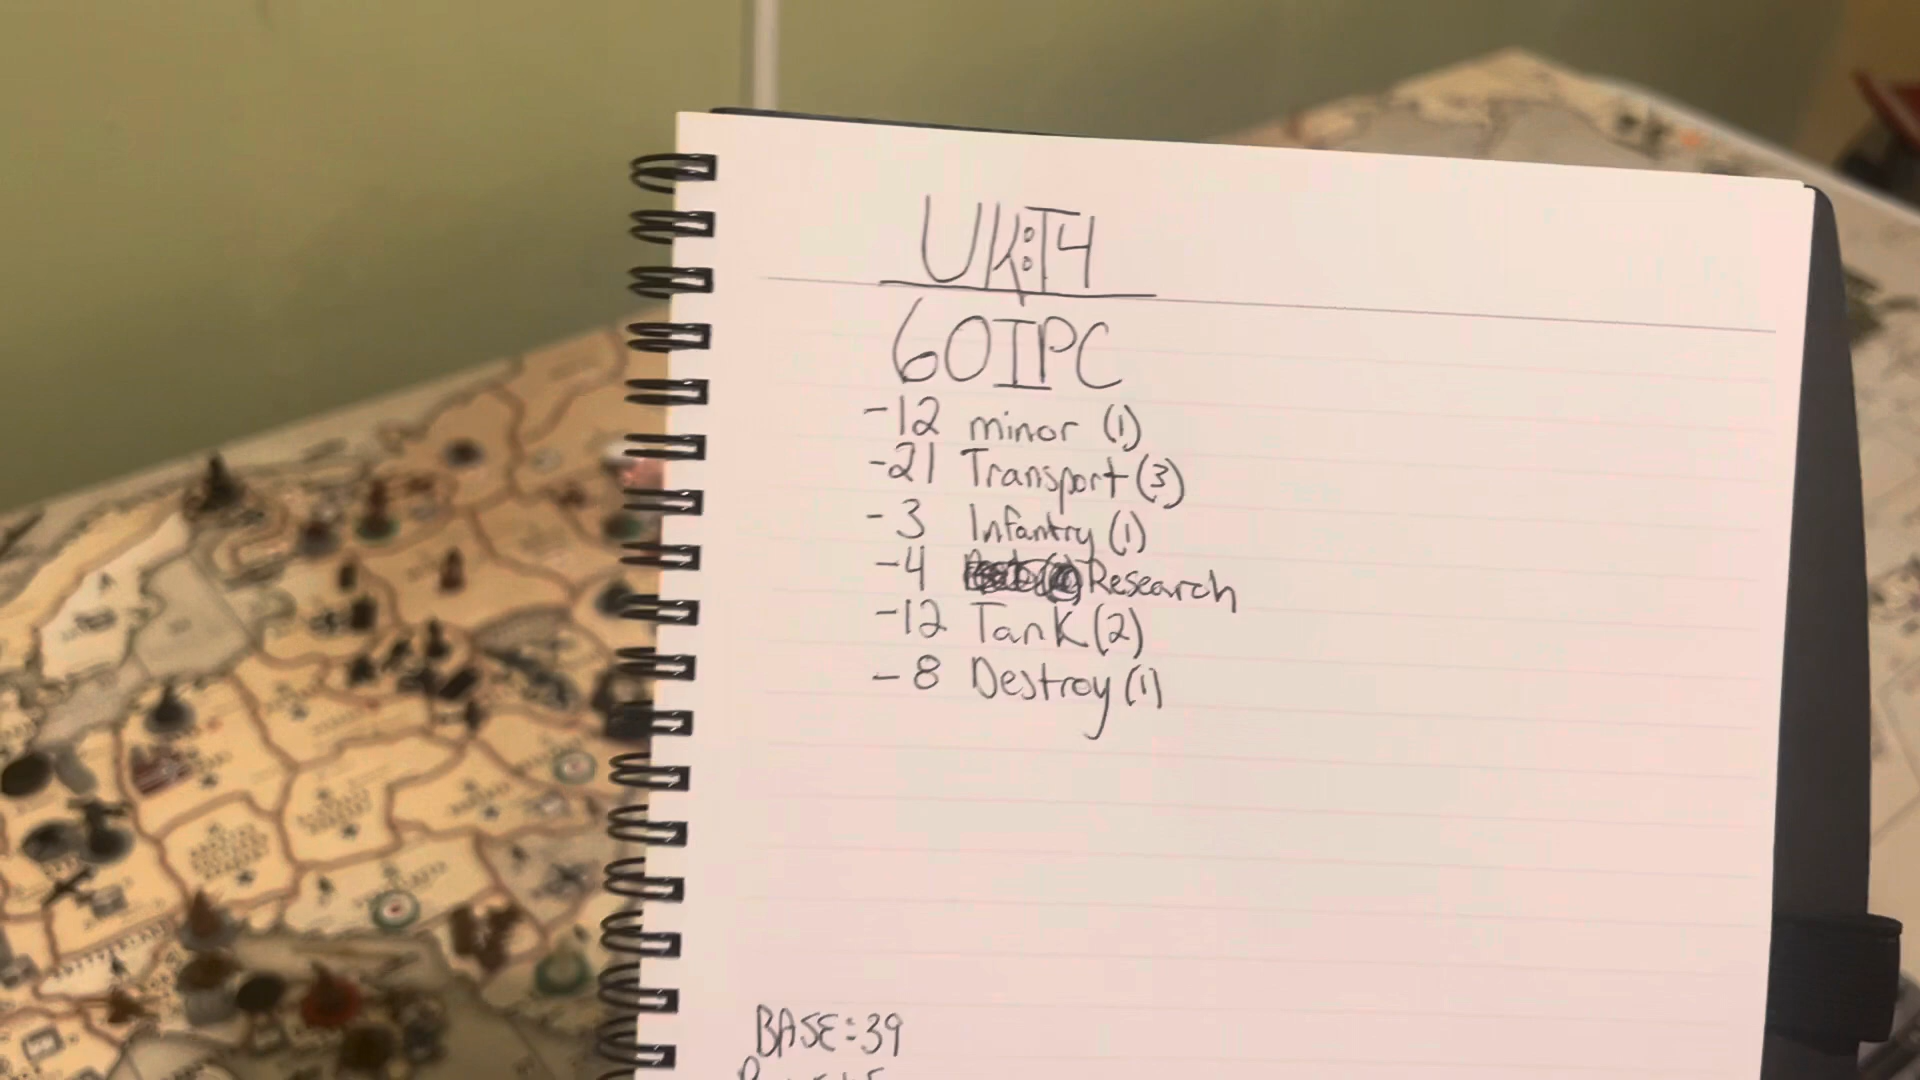 UK:T4
60IPC
-12 minor (1)
-21 Transport (3)
-3 Infantry (1)
-4 Research
-12 Tank (2)
-8 Destroy (1)
BASE: 39